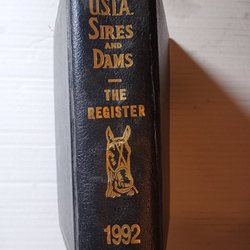 U.S.T.A.
SIRES
AND
DAMS
THE
REGISTER
1992